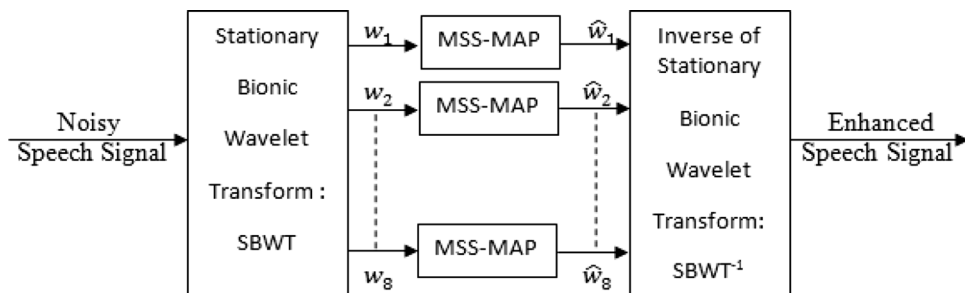 Noisy
Speech Signal
Stationary
Bionic
Wavelet
Transform :
SBWT
w₁
MSS-MAP
ŵ₁
w₂
MSS-MAP
ŵ₂
w₈
MSS-MAP
ŵ₈
Inverse of
Stationary
Bionic
Wavelet
Transform:
SBWT⁻¹
Enhanced
Speech Signal